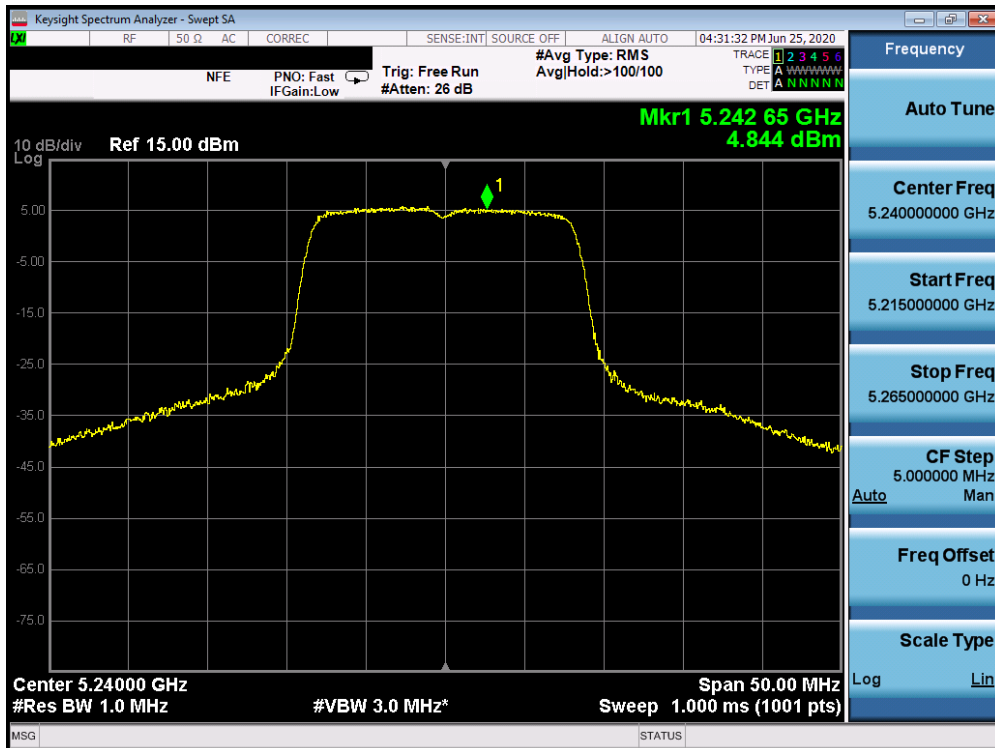 Keysight Spectrum Analyzer - Swept SA
LXI RF 50 Ω AC CORREC SENSE:INT SOURCE OFF ALIGN AUTO 04:31:32 PM Jun 25, 2020
NFE PNO: Fast IFGain:Low Trig: Free Run #Atten: 26 dB #Avg Type: RMS Avg|Hold:>100/100 TRACE 1 2 3 4 5 6
TYPE A WWWWW
DET A N N N N N
Frequency
Mkr1 5.242 65 GHz
4.844 dBm
10 dB/div Ref 15.00 dBm
Log
1
5.00
-5.00
-15.0
-25.0
-35.0
-45.0
-55.0
-65.0
-75.0
Center 5.24000 GHz Span 50.00 MHz
#Res BW 1.0 MHz #VBW 3.0 MHz* Sweep 1.000 ms (1001 pts)
Auto Tune
Center Freq
5.240000000 GHz
Start Freq
5.215000000 GHz
Stop Freq
5.265000000 GHz
CF Step
5.000000 MHz
Auto Man
Freq Offset
0 Hz
Scale Type
Log Lin
MSG STATUS